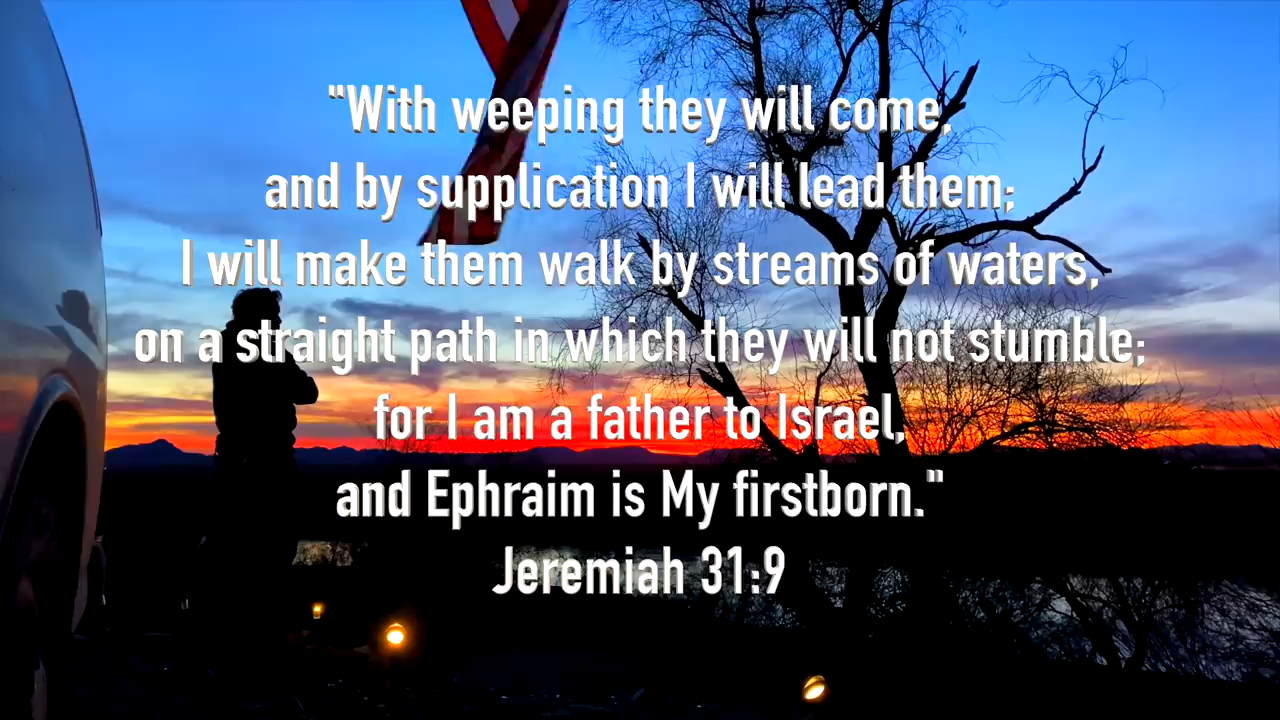 "With weeping they will come,
and by supplication I will lead them;
I will make them walk by streams of waters,
on a straight path in which they will not stumble;
for I am a father to Israel,
and Ephraim is My firstborn."
Jeremiah 31:9